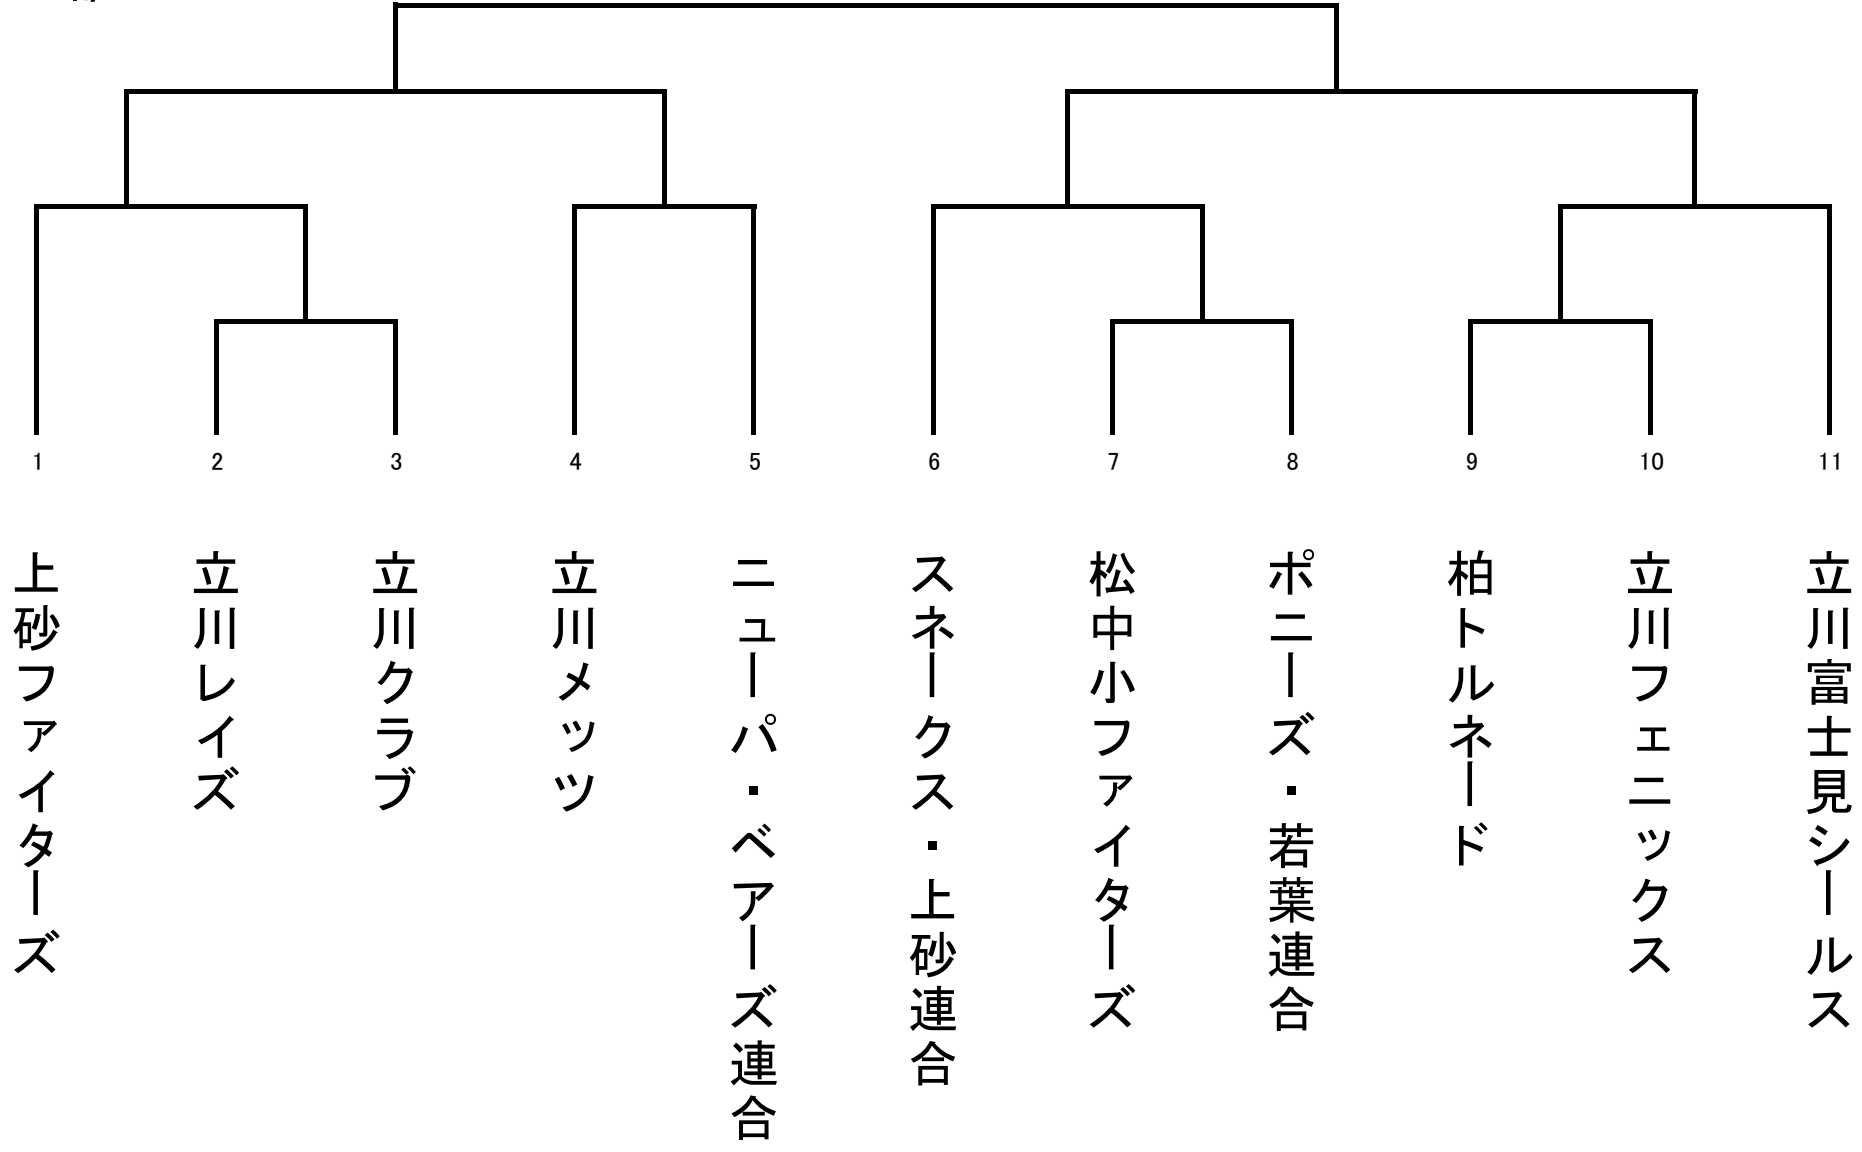 1
2
3
4
5
6
7
8
9
10
11
上砂ファイターズ
立川レイズ
立川クラブ
立川メッツ
ニューパ・ベアーズ連合
スネークス・上砂連合
松中小ファイターズ
ポニーズ・若葉連合
柏トルネード
立川フェニックス
立川富士見シールス